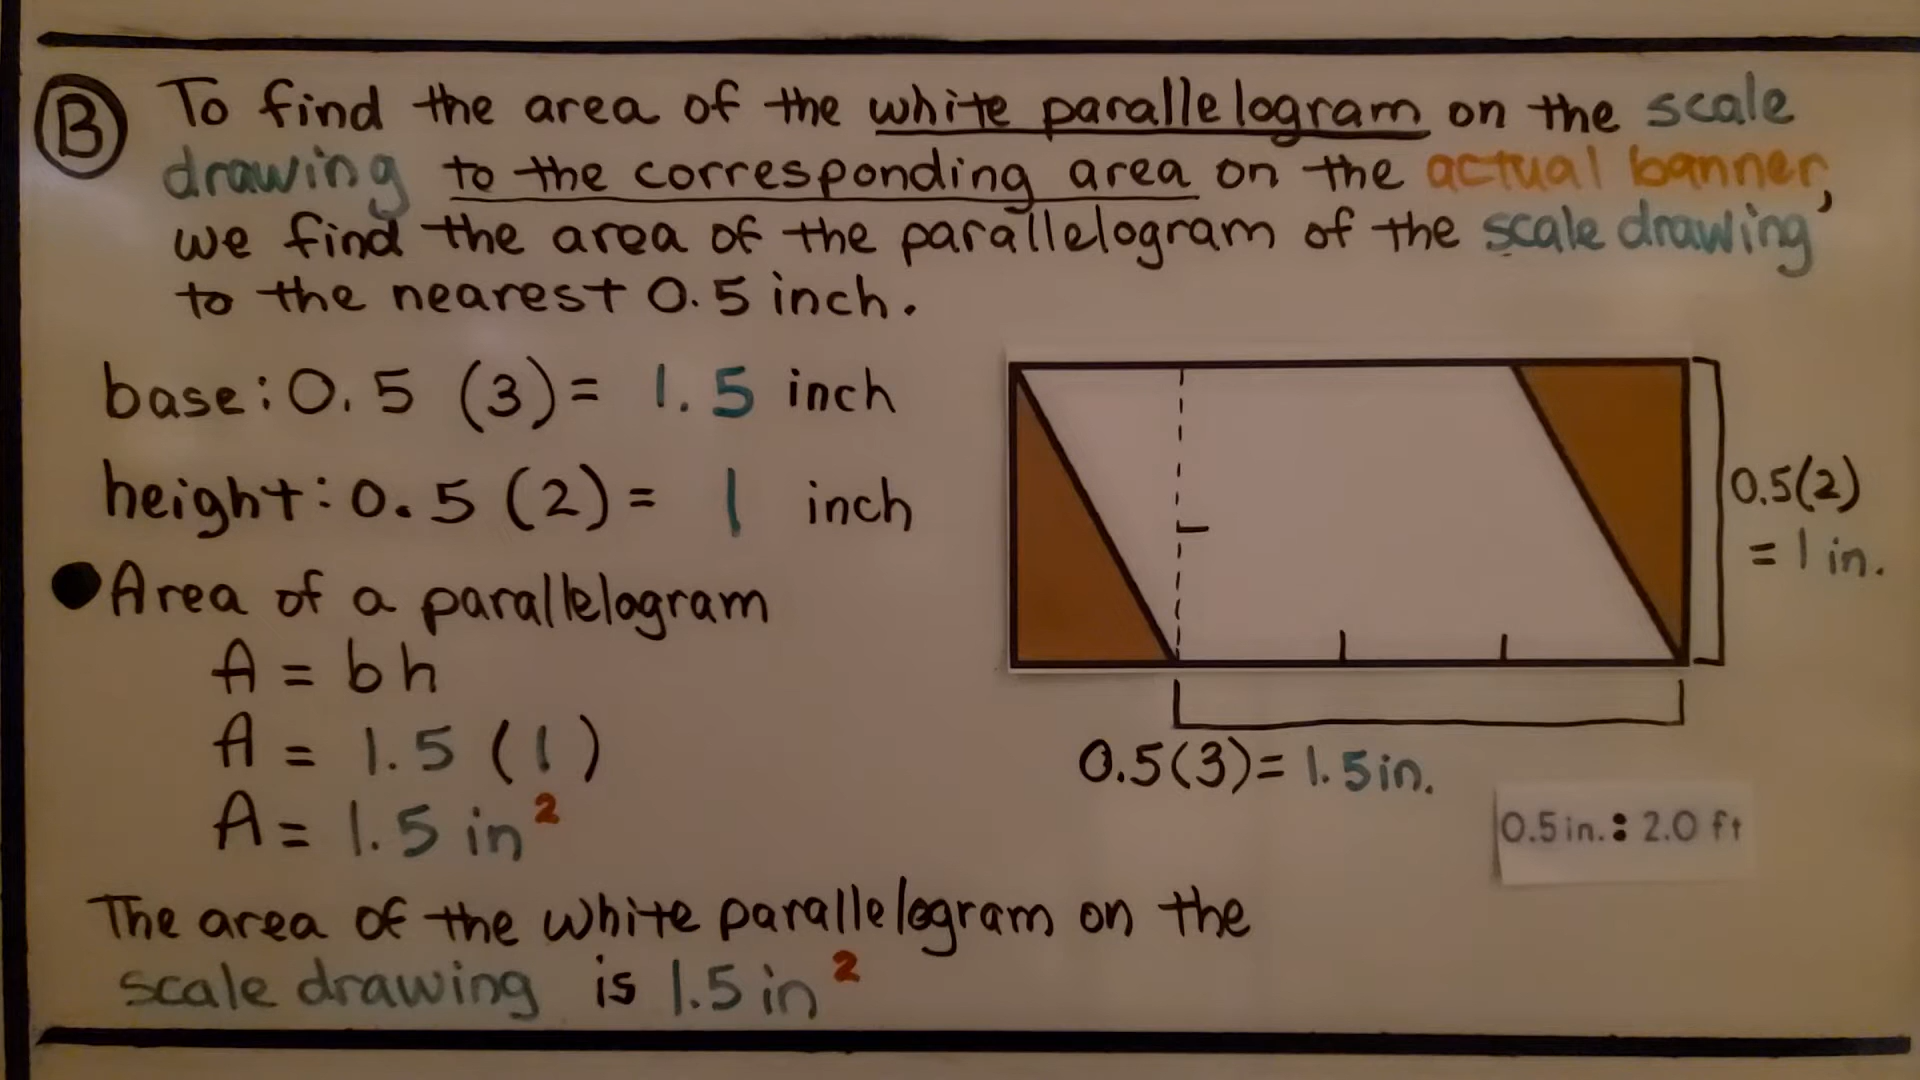 B To find the area of the white parallelogram on the scale
drawing to the corresponding area on the actual banner,
we find the area of the parallelogram of the scale drawing
to the nearest 0.5 inch.
base: 0.5 (3) = 1.5 inch
height: 0.5 (2) = 1 inch
● Area of a parallelogram
A = bh
A = 1.5 (1)
A = 1.5 in²
0.5(2)
= 1 in.
0.5(3) = 1.5 in.
0.5 in. : 2.0 ft
The area of the white parallelogram on the
scale drawing is 1.5 in²